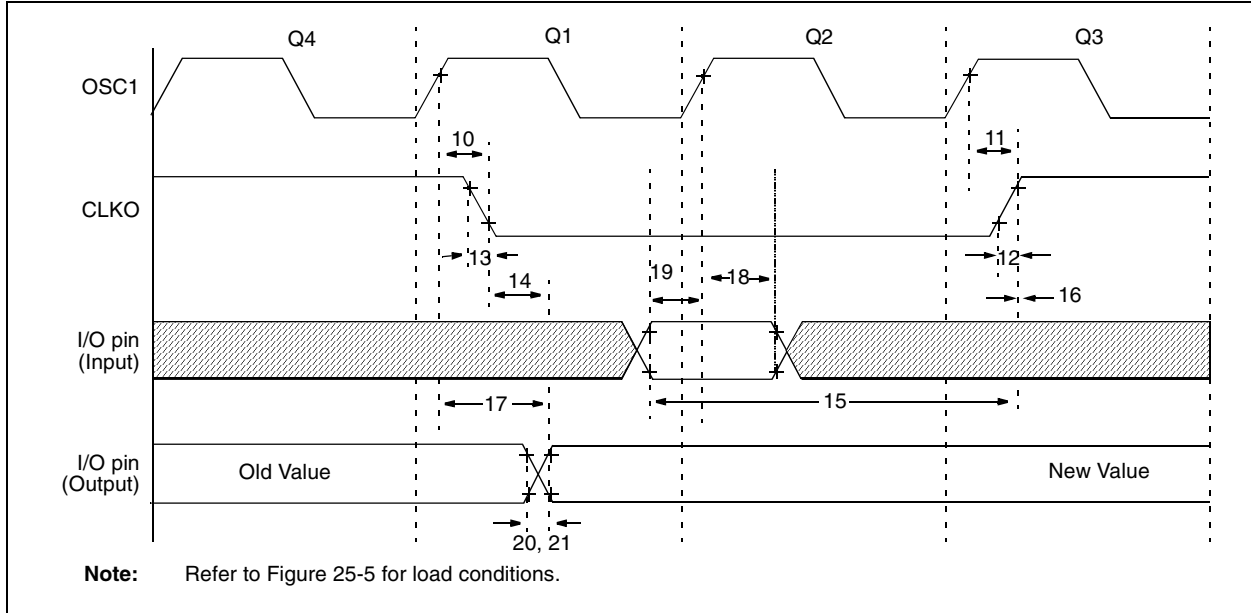 Q4 Q1 Q2 Q3
OSC1
10 11
CLKO
13 12
14 19 18 16
I/O pin
(Input)
17 15
I/O pin
(Output)
Old Value New Value
20, 21
Note: Refer to Figure 25-5 for load conditions.